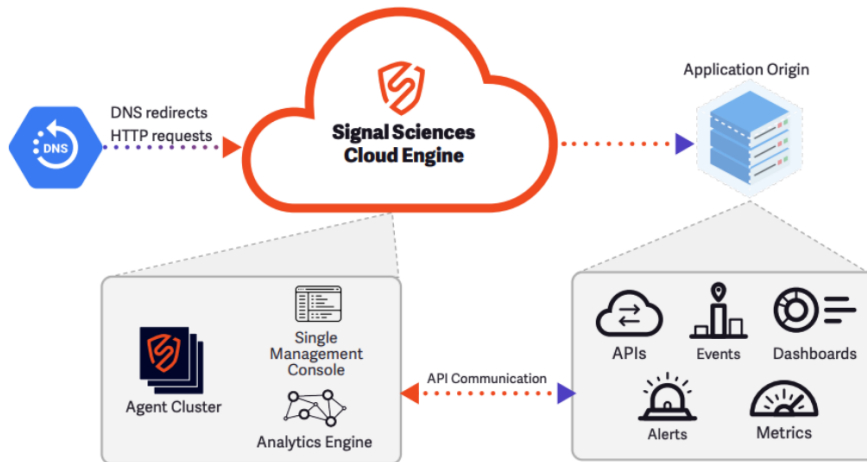 Application Origin
DNS redirects
HTTP requests
DNS
Signal Sciences
Cloud Engine
Single
Management
Console
Agent Cluster
Analytics Engine
API Communication
APIs
Events
Dashboards
Alerts
Metrics